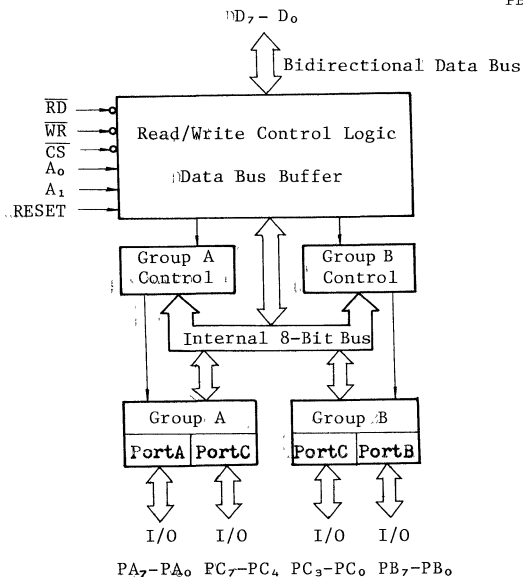 PB
D7-D0
Bidirectional Data Bus
RD
WR
CS
A0
A1
RESET
Read/Write Control Logic
Data Bus Buffer
Group A
Control
Group B
Control
Internal 8-Bit Bus
Group A
PortA PortC
Group B
PortC PortB
I/O I/O I/O I/O
PA7-PA0 PC7-PC4 PC3-PC0 PB7-PB0